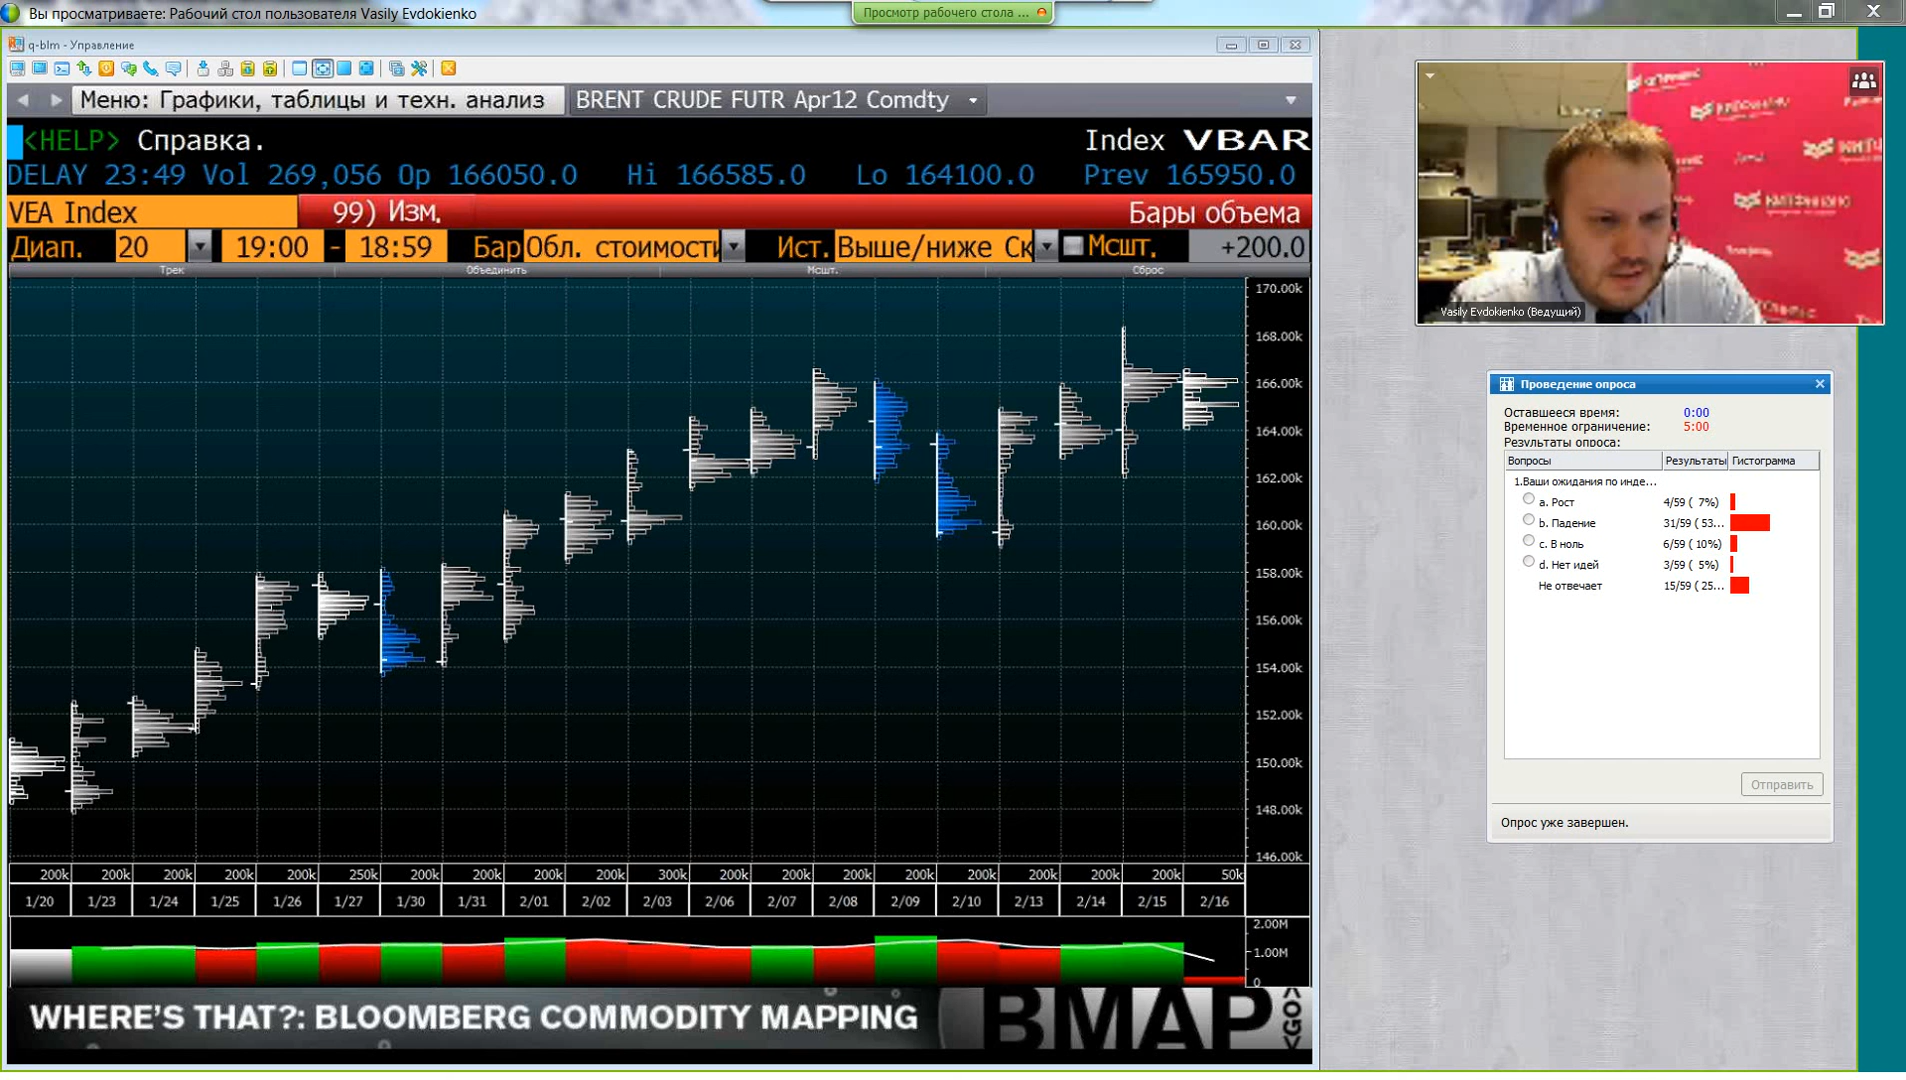 Вы просматриваете: Рабочий стол пользователя Vasily Evdokienko
Просмотр рабочего стола ...
q-blm - Управление
Меню: Графики, таблицы и техн. анализ
BRENT CRUDE FUTR Apr12 Comdty
<HELP> Справка.
Index VBAR
DELAY 23:49 Vol 269,056 Op 166050.0 Hi 166585.0 Lo 164100.0 Prev 165950.0
VEA Index
99) Изм.
Бары объема
Диап. 20 19:00 - 18:59 Бар Обл. стоимости Ист. Выше/ниже Ск Мсшт. +200.0
Трек Объединить Мсшт. Сброс
170.00k
168.00k
166.00k
164.00k
162.00k
160.00k
158.00k
156.00k
154.00k
152.00k
150.00k
148.00k
146.00k
200k 200k 200k 200k 200k 250k 200k 200k 200k 200k 300k 200k 200k 200k 200k 200k 200k 200k 200k 50k
1/20 1/23 1/24 1/25 1/26 1/27 1/30 1/31 2/01 2/02 2/03 2/06 2/07 2/08 2/09 2/10 2/13 2/14 2/15 2/16
2.00M
1.00M
0
WHERE'S THAT?: BLOOMBERG COMMODITY MAPPING
BMAP <GO>
Vasily Evdokienko (Ведущий)
Проведение опроса
Оставшееся время: 0:00
Временное ограничение: 5:00
Результаты опроса:
Вопросы Результаты Гистограмма
1.Ваши ожидания по инде...
a. Рост 4/59 ( 7%)
b. Падение 31/59 ( 53...
c. В ноль 6/59 ( 10%)
d. Нет идей 3/59 ( 5%)
Не отвечает 15/59 ( 25...
Отправить
Опрос уже завершен.